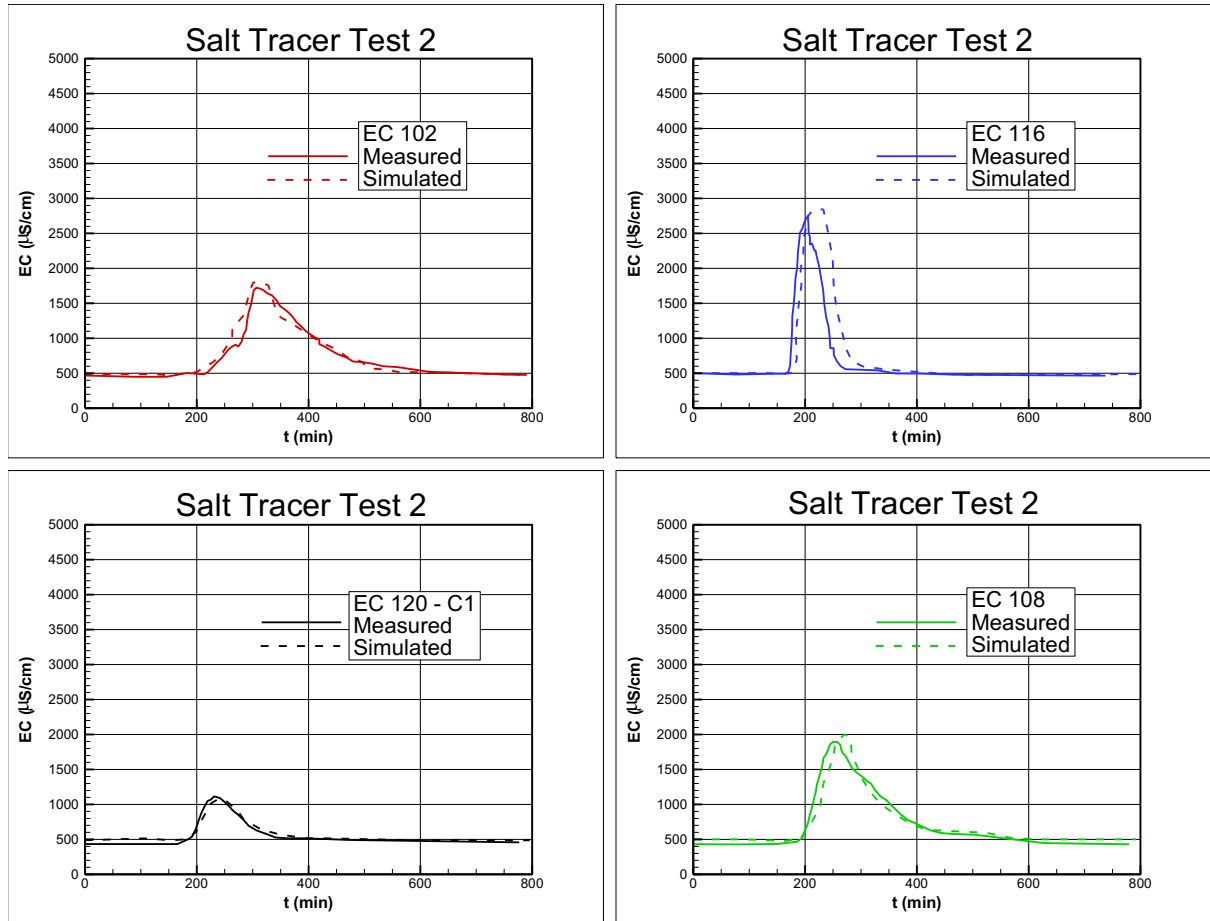 Salt Tracer Test 2
5000
4500
4000
3500
3000
2500
2000
1500
1000
500
0
EC (µS/cm)
EC 102
Measured
Simulated
0 200 400 600 800
t (min)
Salt Tracer Test 2
5000
4500
4000
3500
3000
2500
2000
1500
1000
500
0
EC (µS/cm)
EC 116
Measured
Simulated
0 200 400 600 800
t (min)
Salt Tracer Test 2
5000
4500
4000
3500
3000
2500
2000
1500
1000
500
0
EC (µS/cm)
EC 120 - C1
Measured
Simulated
0 200 400 600 800
t (min)
Salt Tracer Test 2
5000
4500
4000
3500
3000
2500
2000
1500
1000
500
0
EC (µS/cm)
EC 108
Measured
Simulated
0 200 400 600 800
t (min)